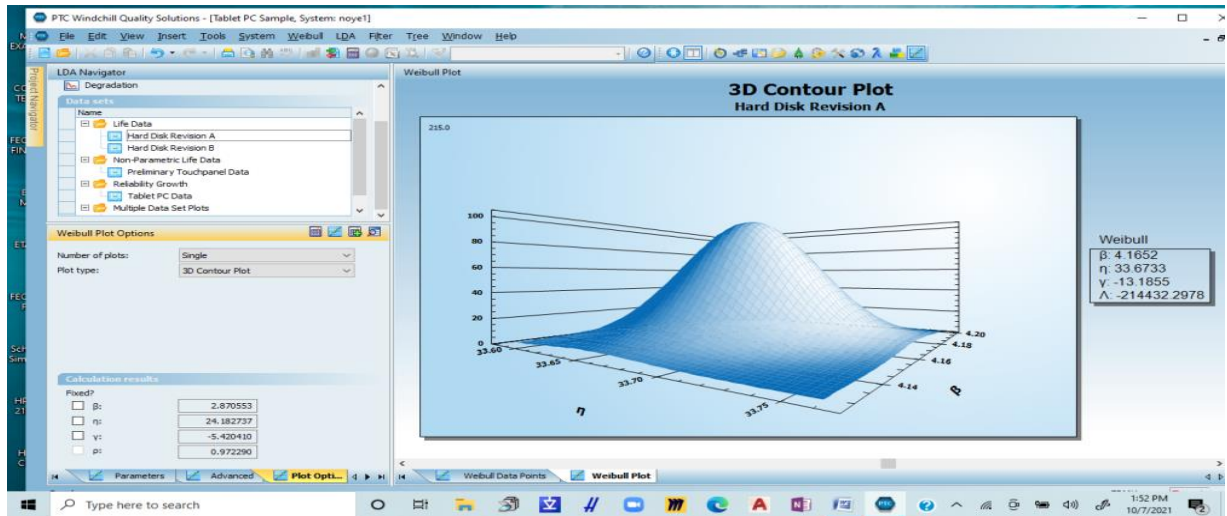 PTC Windchill Quality Solutions - [Tablet PC Sample, System: noye1]
File Edit View Insert Tools System Weibull LDA Filter Tree Window Help
Project Navigator
LDA Navigator
Degradation
Data sets
Name
Life Data
Hard Disk Revision A
Hard Disk Revision B
Non-Parametric Life Data
Preliminary Touchpanel Data
Reliability Growth
Tablet PC Data
Multiple Data Set Plots
Weibull Plot Options
Number of plots: Single
Plot type: 3D Contour Plot
Calculation results
Fixed?
β: 2.870553
η: 24.182737
γ: -5.420410
ρ: 0.972290
Parameters Advanced Plot Opti...
Weibull Plot
3D Contour Plot
Hard Disk Revision A
215.0
100
80
60
40
20
0
33.60
33.65
33.70
33.75
η
4.20
4.18
4.16
4.14
β
Weibull
β: 4.1652
η: 33.6733
γ: -13.1855
Λ: -214432.2978
Weibull Data Points Weibull Plot
Type here to search
1:52 PM
10/7/2021